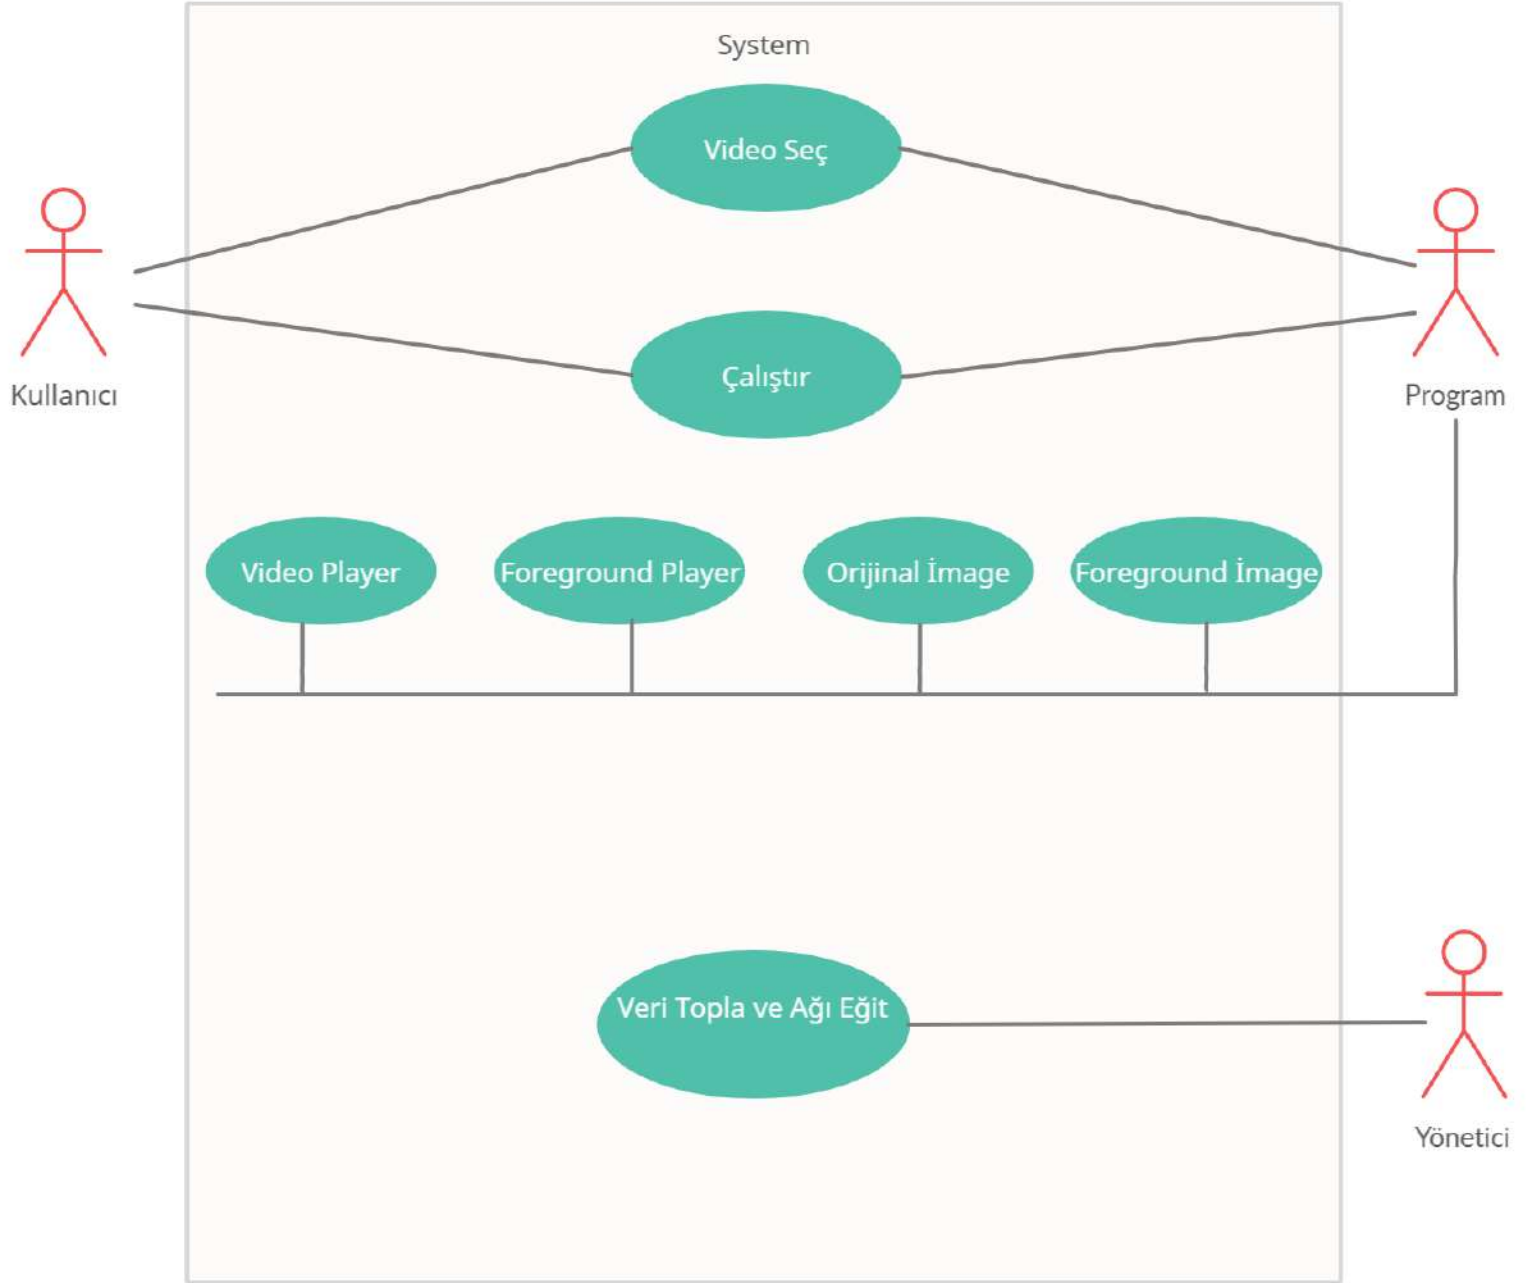 System
Video Seç
Çalıştır
Kullanıcı
Program
Video Player
Foreground Player
Orijinal İmage
Foreground İmage
Veri Topla ve Ağı Eğit
Yönetici